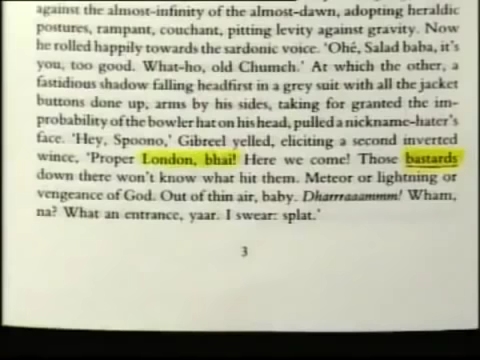 against the almost-infinity of the almost-dawn, adopting heraldic
postures, rampant, couchant, pitting levity against gravity. Now
he rolled happily towards the sardonic voice. ‘Ohé, Salad baba, it’s
you, too good. What-ho, old Chumch.’ At which the other, a
fastidious shadow falling headfirst in a grey suit with all the jacket
buttons done up, arms by his sides, taking for granted the im-
probability of the bowler hat on his head, pulled a nickname-hater’s
face. ‘Hey, Spoono,’ Gibreel yelled, eliciting a second inverted
wince, ‘Proper London, bhai! Here we come! Those bastards
down there won’t know what hit them. Meteor or lightning or
vengeance of God. Out of thin air, baby. Dharrraaammm! Wham,
na? What an entrance, yaar. I swear: splat.’
3